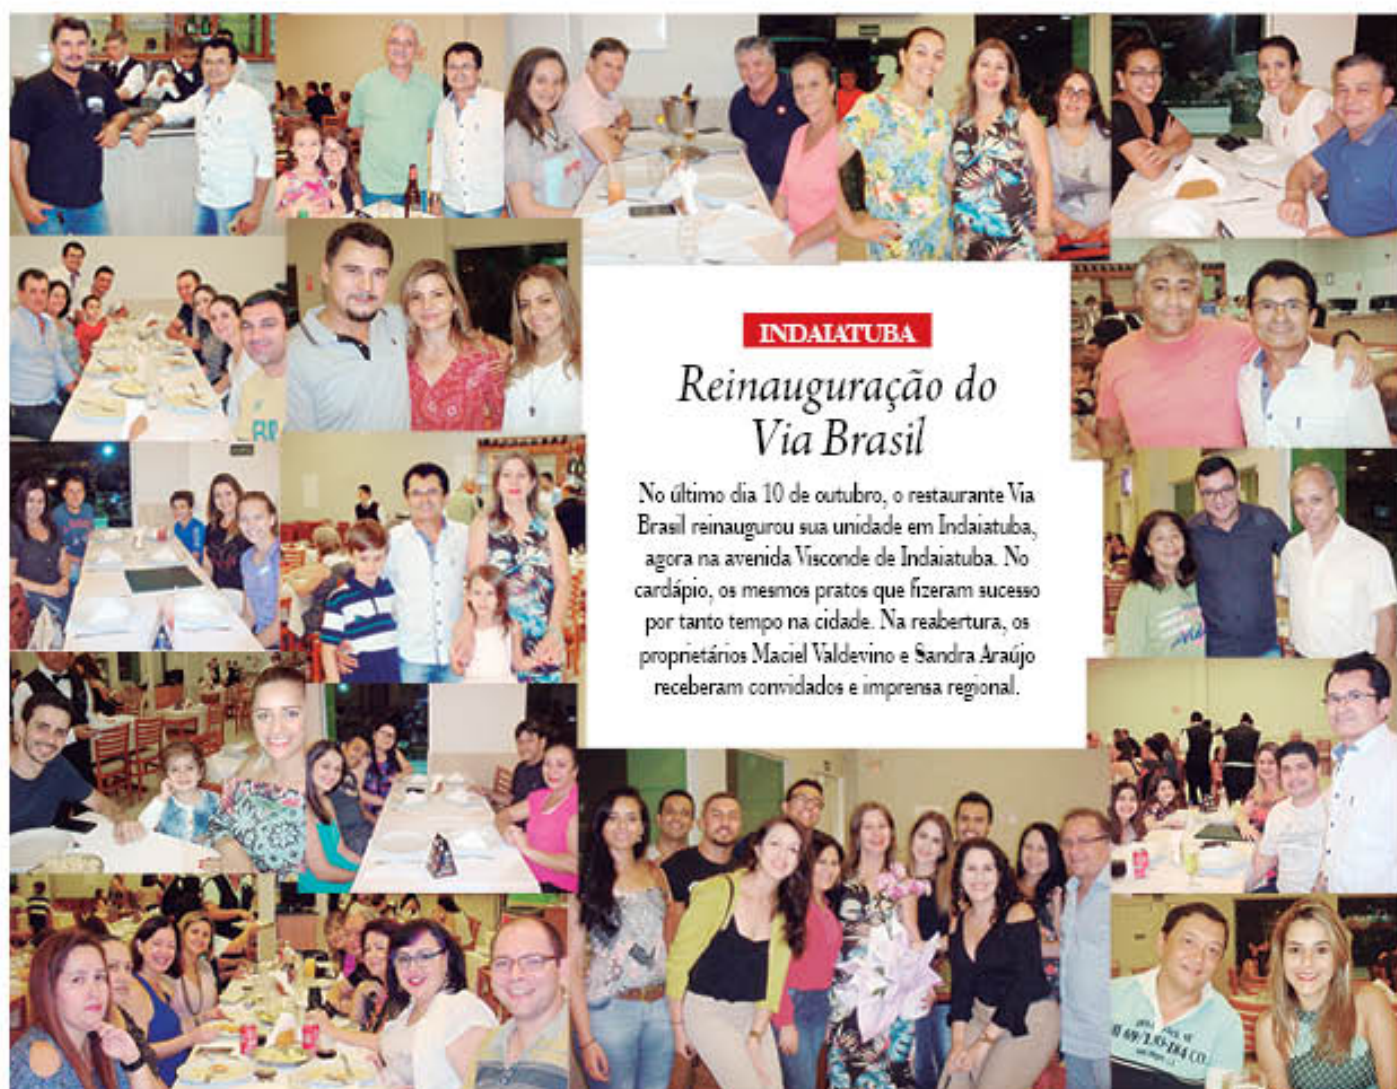 INDAIATUBA
Reinauguração do
Via Brasil
No último dia 10 de outubro, o restaurante Via
Brasil reinaugurou sua unidade em Indaiatuba,
agora na avenida Visconde de Indaiatuba. No
cardápio, os mesmos pratos que fizeram sucesso
por tanto tempo na cidade. Na reabertura, os
proprietários Maciel Valdevino e Sandra Araújo
receberam convidados e imprensa regional.